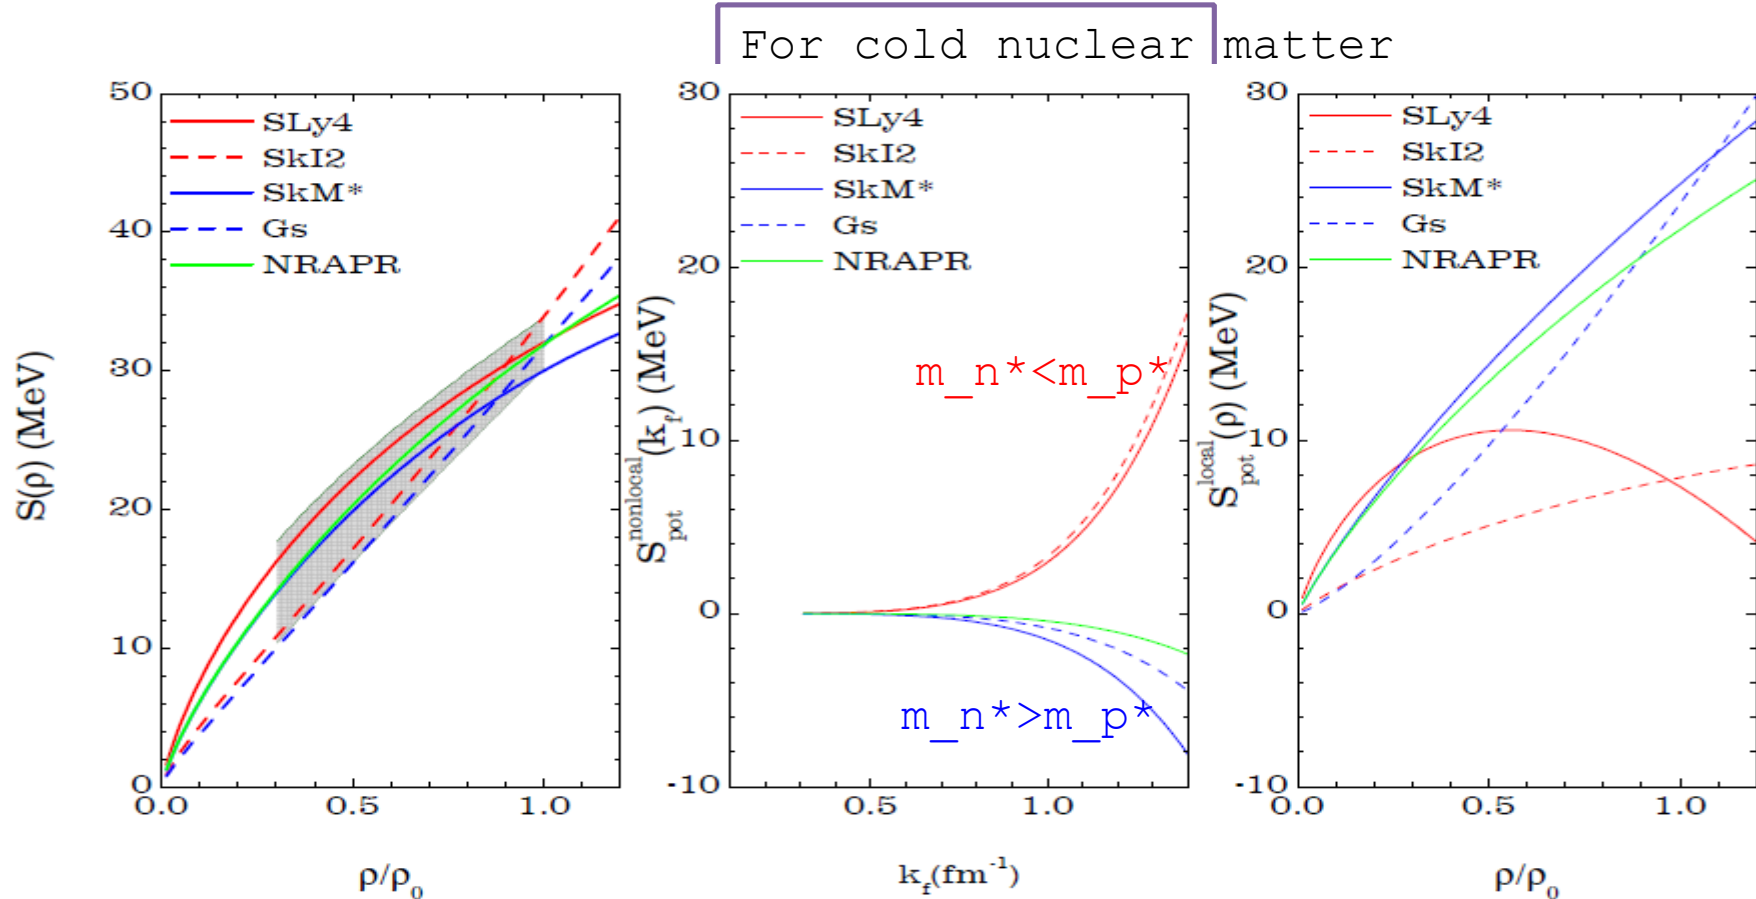 For cold nuclear matter
50
40
30
20
10
0
SLy4
SkI2
SkM*
Gs
NRAPR
S(ρ) (MeV)
0.0 0.5 1.0
ρ/ρ0
30
20
10
0
-10
SLy4
SkI2
SkM*
Gs
NRAPR
m_n*<m_p*
m_n*>m_p*
S pot nonlocal (k_f) (MeV)
0.5 1.0
k_f(fm^-1)
30
20
10
0
-10
SLy4
SkI2
SkM*
Gs
NRAPR
S pot local (ρ) (MeV)
0.0 0.5 1.0
ρ/ρ0